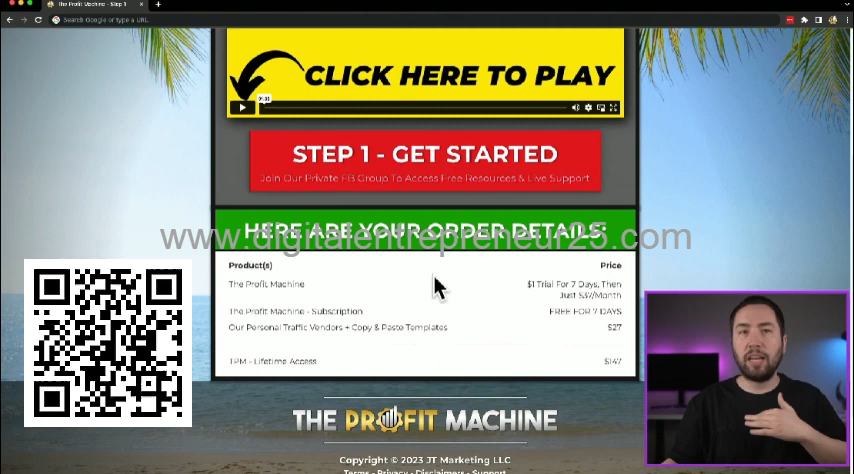 The Profit Machine - Step 1
Search Google or type a URL
CLICK HERE TO PLAY
STEP 1 - GET STARTED
Join Our Private FB Group To Access Free Resources & Live Support
HERE ARE YOUR ORDER DETAILS:
www.digitalentrepreneur25.com
Product(s) Price
The Profit Machine $1 Trial For 7 Days, Then
Just $37/Month
The Profit Machine - Subscription FREE FOR 7 DAYS
Our Personal Traffic Vendors + Copy & Paste Templates $27
TPM - Lifetime Access $147
THE PROFIT MACHINE
Copyright © 2023 JT Marketing LLC
Terms - Privacy - Disclaimers - Support